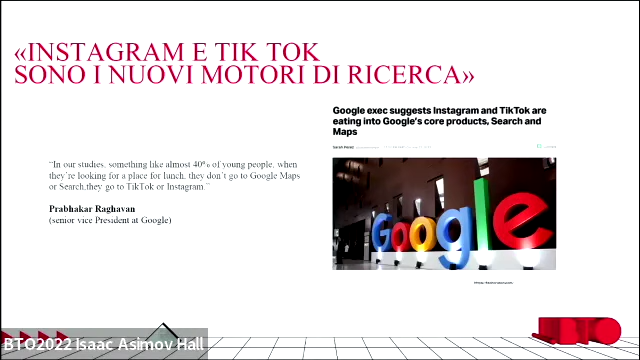 «INSTAGRAM E TIK TOK
SONO I NUOVI MOTORI DI RICERCA»
Google exec suggests Instagram and TikTok are
eating into Google's core products, Search and
Maps
Sarah Perez
"In our studies, something like almost 40% of young people, when
they're looking for a place for lunch, they don't go to Google Maps
or Search,they go to TikTok or Instagram."
Prabhakar Raghavan
(senior vice President at Google)
Google
BTO2022 Isaac Asimov Hall
BTO